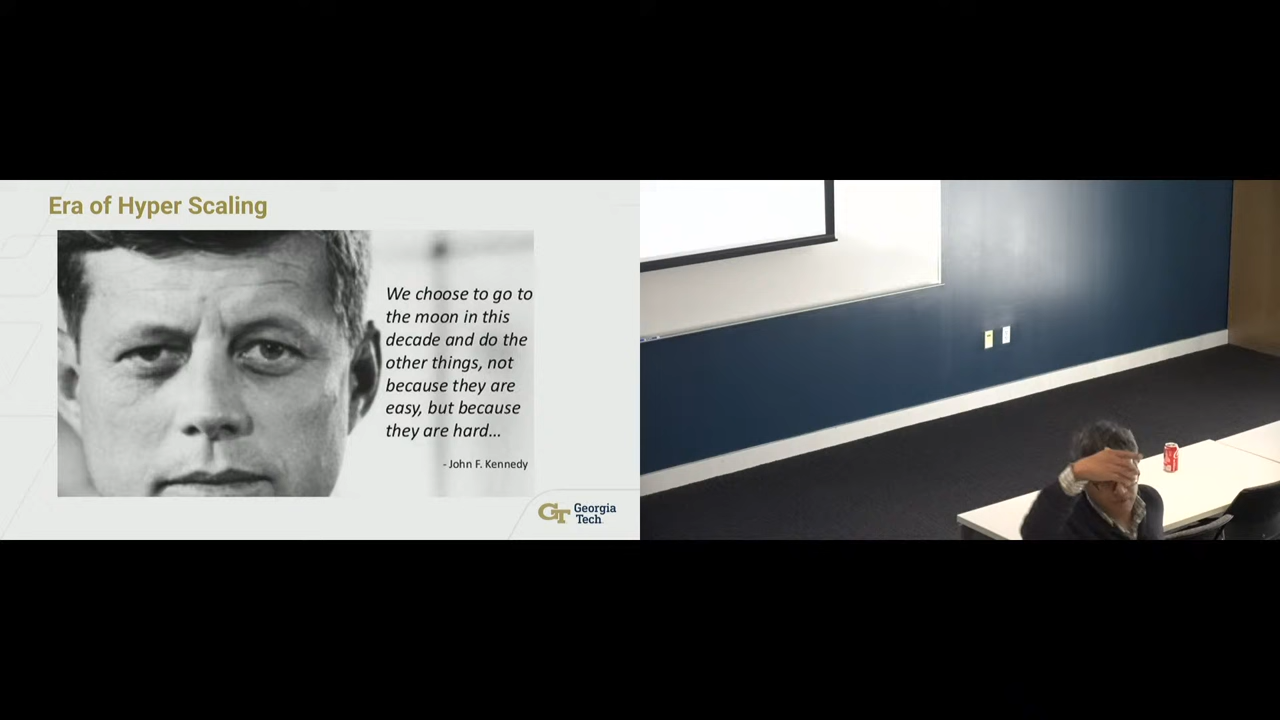 Era of Hyper Scaling
We choose to go to
the moon in this
decade and do the
other things, not
because they are
easy, but because
they are hard...
- John F. Kennedy
GT Georgia
Tech